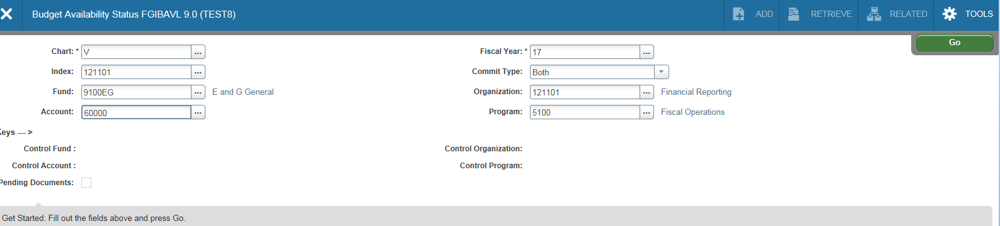 Budget Availability Status FGIBAVL 9.0 (TEST8) ADD RETRIEVE RELATED TOOLS
Go
Chart: * V ... Fiscal Year: * 17 ...
Index: 121101 ... Commit Type: Both
Fund: 9100EG ... E and G General Organization: 121101 ... Financial Reporting
Account: 60000 ... Program: 5100 ... Fiscal Operations
Keys --- >
Control Fund : Control Organization:
Control Account : Control Program:
Pending Documents:
Get Started: Fill out the fields above and press Go.